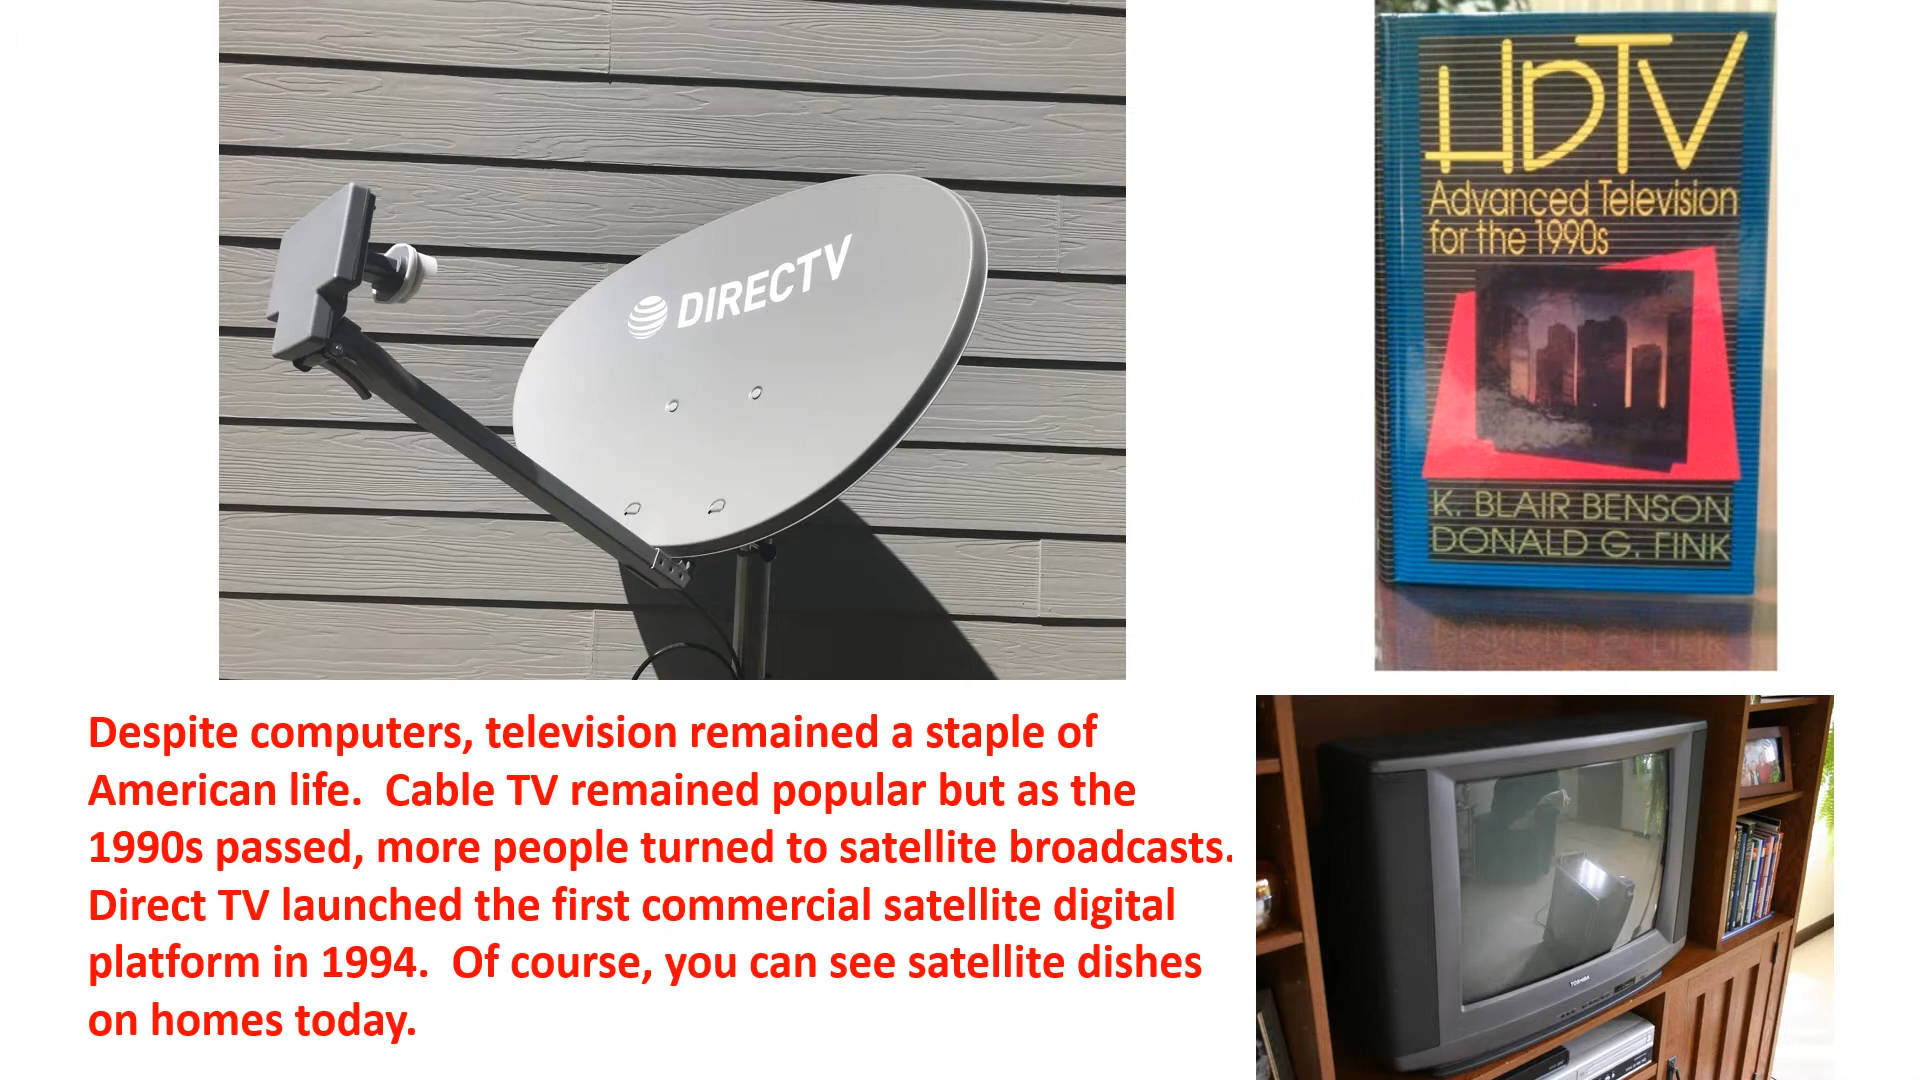 DIRECTV
HDTV
Advanced Television
for the 1990s
K. BLAIR BENSON
DONALD G. FINK
Despite computers, television remained a staple of
American life.  Cable TV remained popular but as the
1990s passed, more people turned to satellite broadcasts.
Direct TV launched the first commercial satellite digital
platform in 1994.  Of course, you can see satellite dishes
on homes today.
TOSHIBA